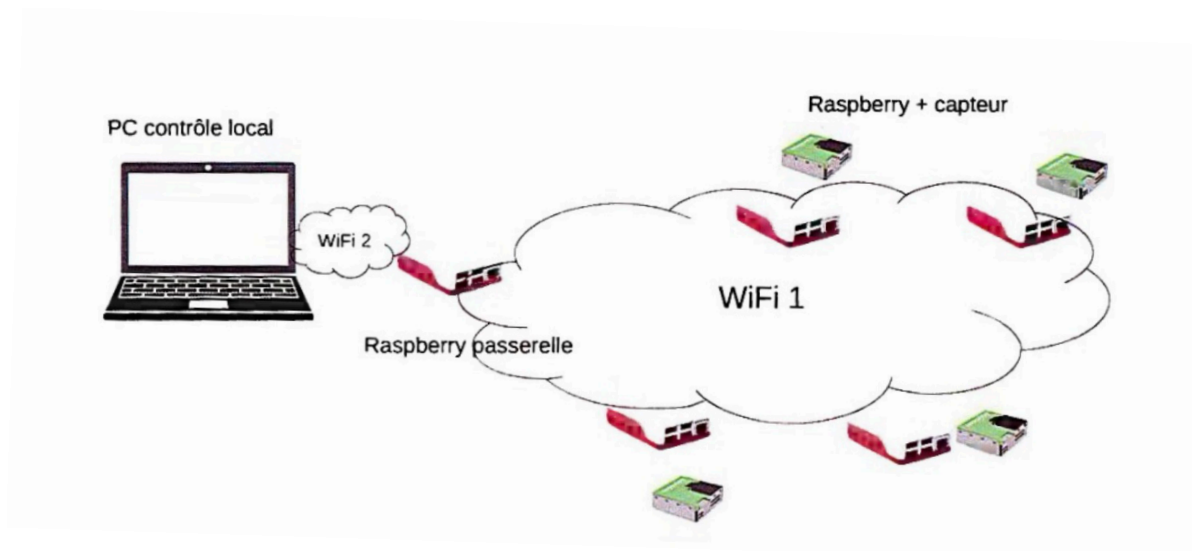 Raspberry + capteur
PC contrôle local
WiFi 2
WiFi 1
Raspberry passerelle